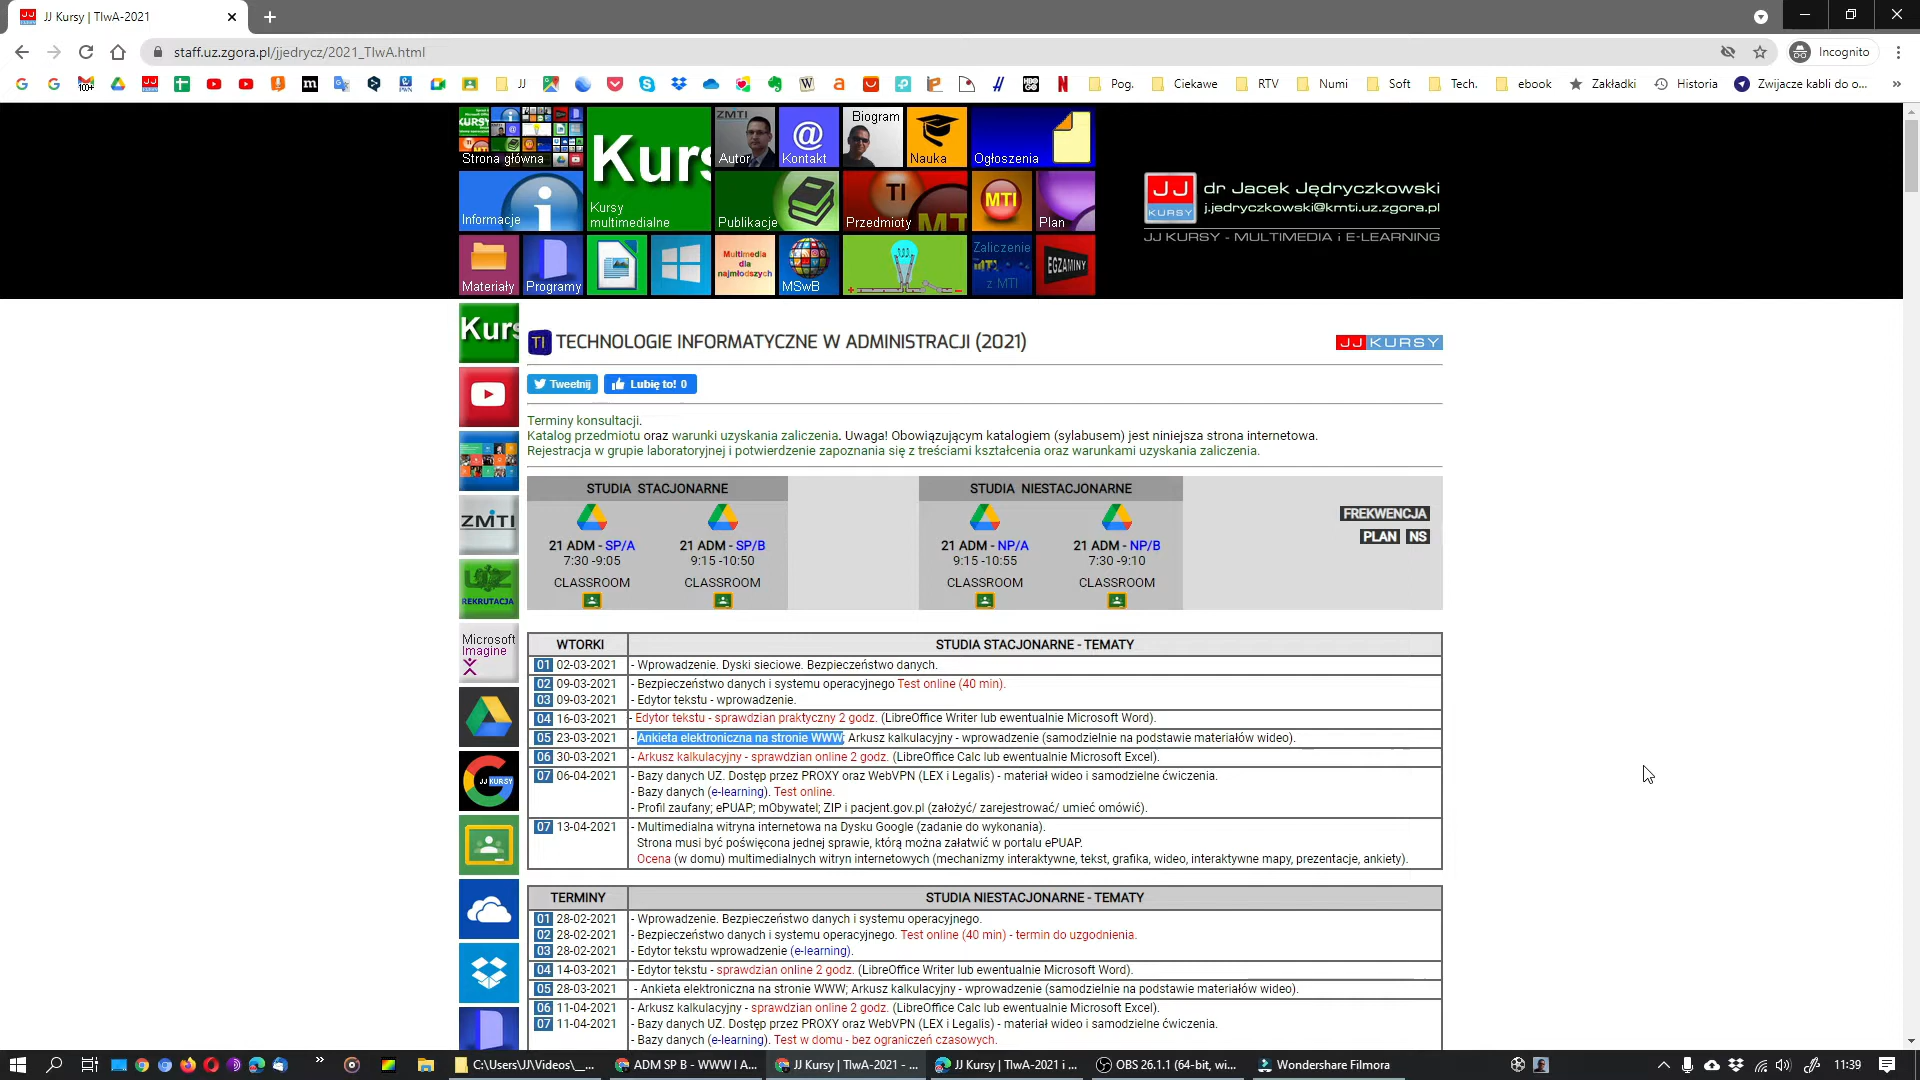 JJ Kursy | TIwA-2021
staff.uz.zgora.pl/jjedrycz/2021_TIwA.html
Incognito
JJ
Pog.
Ciekawe
RTV
Numi
Soft
Tech.
ebook
Zakładki
Historia
Zwijacze kabli do o...
Strona główna
Kurs
Kursy
multimedialne
ZMTI
Autor
@
Kontakt
Biogram
Nauka
Ogłoszenia
Informacje
Publikacje
TI
Przedmioty
MTI
Plan
Materiały
Programy
Multimedia
dla
najmłodszych
MSwB
Zaliczenie
z MTI
EGZAMINY
JJ
KURSY
dr Jacek Jędryczkowski
j.jedryczkowski@kmti.uz.zgora.pl
JJ KURSY - MULTIMEDIA i E-LEARNING
Kurs
ZMTI
UZ
REKRUTACJA
Microsoft
Imagine
JJ KURSY
TI TECHNOLOGIE INFORMATYCZNE W ADMINISTRACJI (2021)
JJ KURSY
Tweetnij
Lubię to! 0
Terminy konsultacji.
Katalog przedmiotu oraz warunki uzyskania zaliczenia. Uwaga! Obowiązującym katalogiem (sylabusem) jest niniejsza strona internetowa.
Rejestracja w grupie laboratoryjnej i potwierdzenie zapoznania się z treściami kształcenia oraz warunkami uzyskania zaliczenia.
STUDIA STACJONARNE
21 ADM - SP/A
7:30 -9:05
CLASSROOM
21 ADM - SP/B
9:15 -10:50
CLASSROOM
STUDIA NIESTACJONARNE
21 ADM - NP/A
9:15 -10:55
CLASSROOM
21 ADM - NP/B
7:30 -9:10
CLASSROOM
FREKWENCJA
PLAN NS
WTORKI STUDIA STACJONARNE - TEMATY
01 02-03-2021 - Wprowadzenie. Dyski sieciowe. Bezpieczeństwo danych.
02 09-03-2021 - Bezpieczeństwo danych i systemu operacyjnego Test online (40 min).
03 09-03-2021 - Edytor tekstu - wprowadzenie.
04 16-03-2021 - Edytor tekstu - sprawdzian praktyczny 2 godz. (LibreOffice Writer lub ewentualnie Microsoft Word).
05 23-03-2021 - Ankieta elektroniczna na stronie WWW; Arkusz kalkulacyjny - wprowadzenie (samodzielnie na podstawie materiałów wideo).
06 30-03-2021 - Arkusz kalkulacyjny - sprawdzian online 2 godz. (LibreOffice Calc lub ewentualnie Microsoft Excel).
07 06-04-2021 - Bazy danych UZ. Dostęp przez PROXY oraz WebVPN (LEX i Legalis) - materiał wideo i samodzielne ćwiczenia.
- Bazy danych (e-learning). Test online.
- Profil zaufany; ePUAP; mObywatel; ZIP i pacjent.gov.pl (założyć/ zarejestrować/ umieć omówić).
07 13-04-2021 - Multimedialna witryna internetowa na Dysku Google (zadanie do wykonania).
Strona musi być poświęcona jednej sprawie, którą można załatwić w portalu ePUAP.
Ocena (w domu) multimedialnych witryn internetowych (mechanizmy interaktywne, tekst, grafika, wideo, interaktywne mapy, prezentacje, ankiety).
TERMINY STUDIA NIESTACJONARNE - TEMATY
01 28-02-2021 - Wprowadzenie. Bezpieczeństwo danych i systemu operacyjnego.
02 28-02-2021 - Bezpieczeństwo danych i systemu operacyjnego. Test online (40 min) - termin do uzgodnienia.
03 28-02-2021 - Edytor tekstu wprowadzenie (e-learning).
04 14-03-2021 - Edytor tekstu - sprawdzian online 2 godz. (LibreOffice Writer lub ewentualnie Microsoft Word).
05 28-03-2021 - Ankieta elektroniczna na stronie WWW; Arkusz kalkulacyjny - wprowadzenie (samodzielnie na podstawie materiałów wideo).
06 11-04-2021 - Arkusz kalkulacyjny - sprawdzian online 2 godz. (LibreOffice Calc lub ewentualnie Microsoft Excel).
07 11-04-2021 - Bazy danych UZ. Dostęp przez PROXY oraz WebVPN (LEX i Legalis) - materiał wideo i samodzielne ćwiczenia.
- Bazy danych (e-learning). Test w domu - bez ograniczeń czasowych.
C:\Users\JJ\Videos\__...
ADM SP B - WWW I A...
JJ Kursy | TIwA-2021 - ...
JJ Kursy | TIwA-2021 i ...
OBS 26.1.1 (64-bit, wi...
Wondershare Filmora
11:39